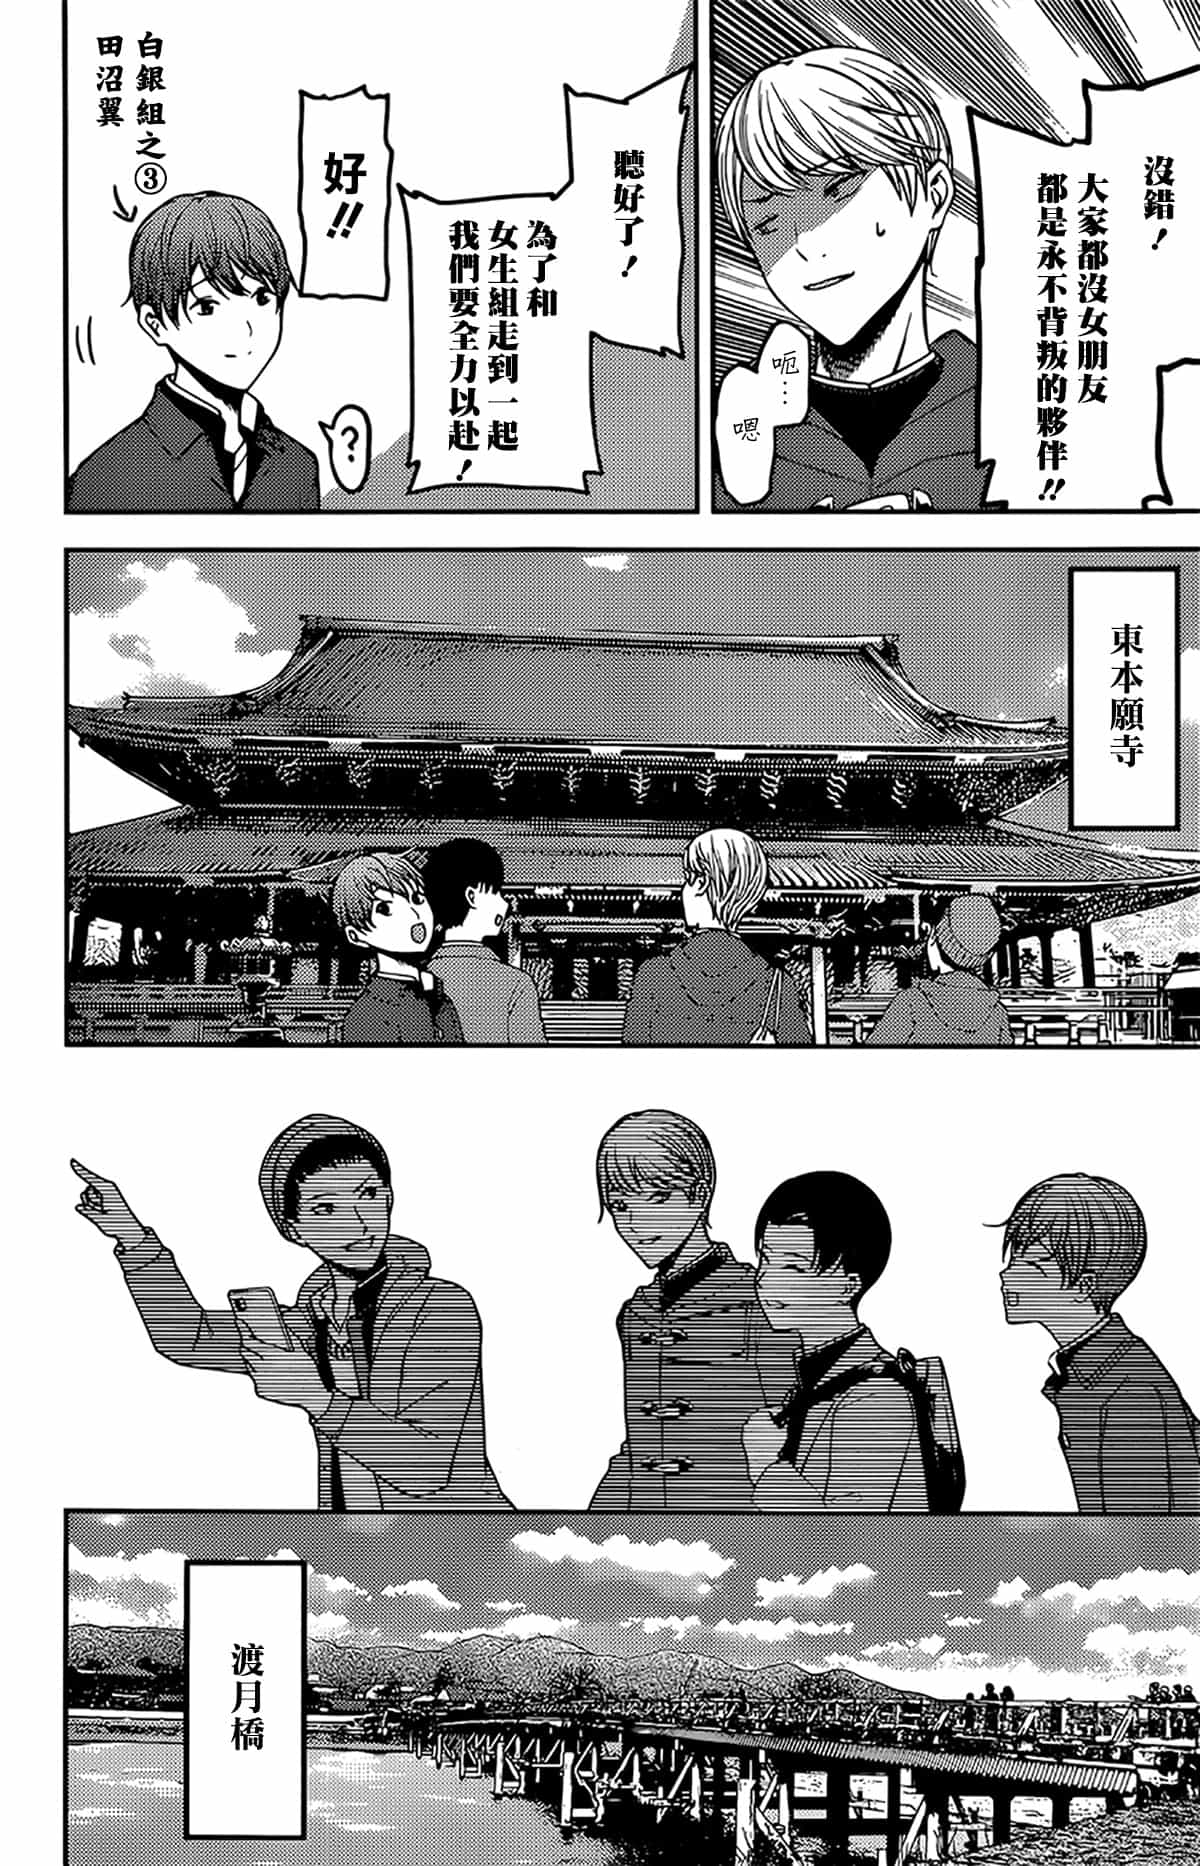 沒錯！
大家都沒女朋友
都是永不背叛的夥伴!!
呃…
嗯
聽好了！
為了和
女生組走到一起
我們要全力以赴！
好!!
?
白銀組之③
田沼翼
東本願寺
渡月橋